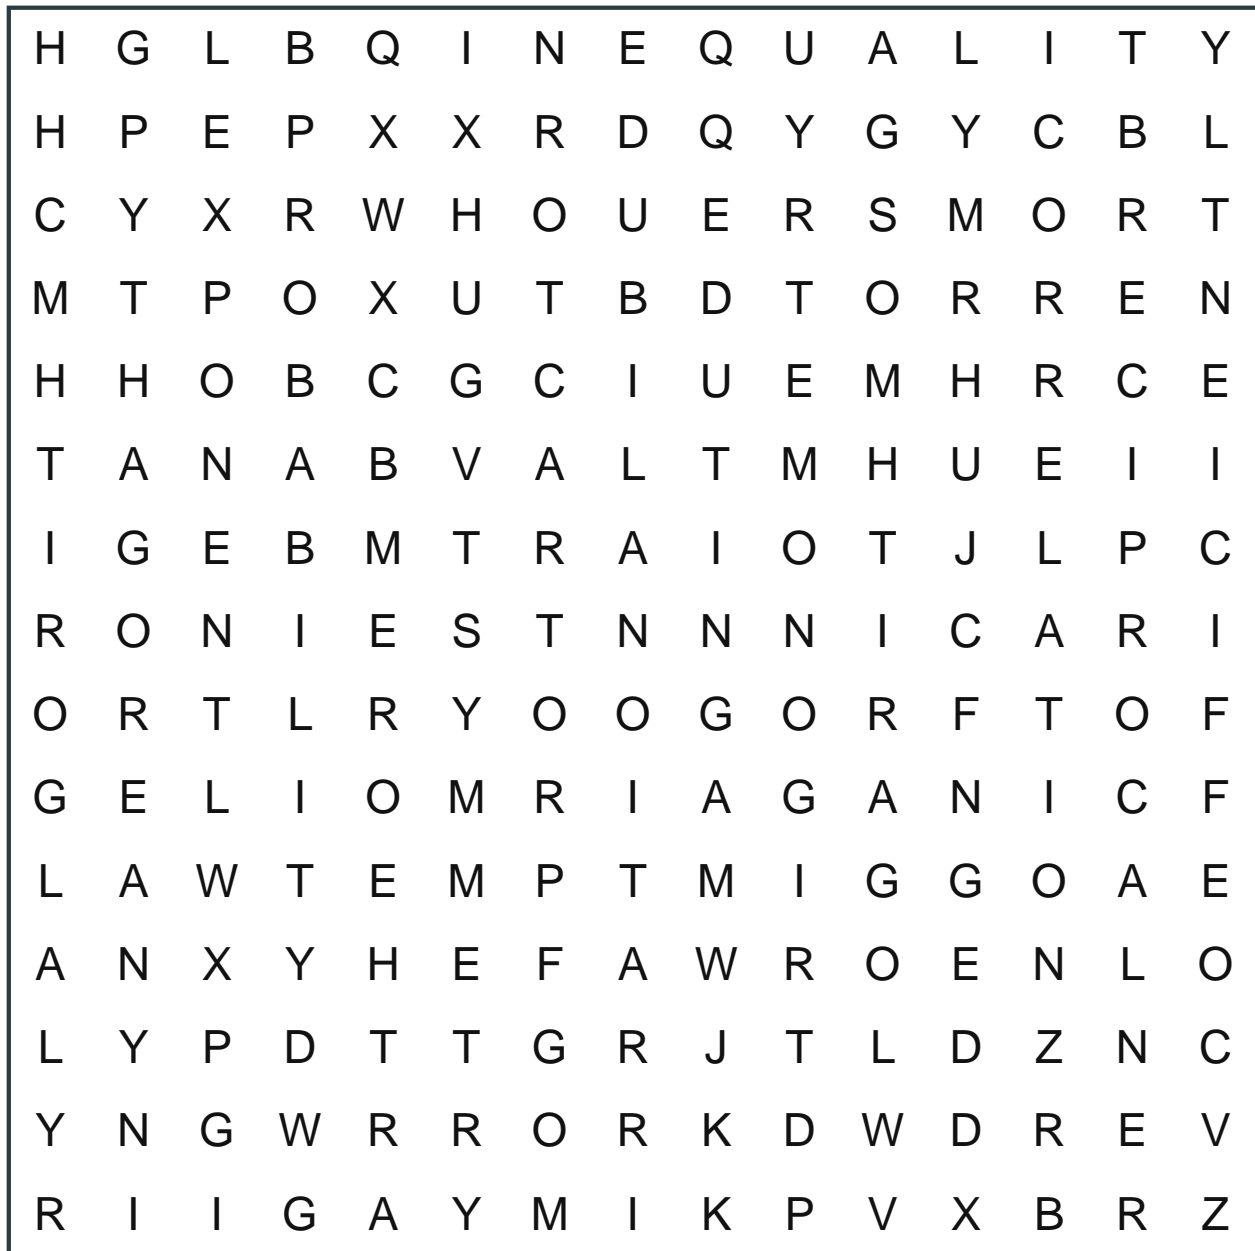 H G L B Q I N E Q U A L I T Y
H P E P X X R D Q Y G Y C B L
C Y X R W H O U E R S M O R T
M T P O X U T B D T O R R E N
H H O B C G C I U E M H R C E
T A N A B V A L T M H U E I I
I G E B M T R A I O T J L P C
R O N I E S T N N N I C A R I
O R T L R Y O O G O R F T O F
G E L I O M R I A G A N I C F
L A W T E M P T M I G G O A E
A N X Y H E F A W R O E N L O
L Y P D T T G R J T L D Z N C
Y N G W R R O R K D W D R E V
R I I G A Y M I K P V X B R Z